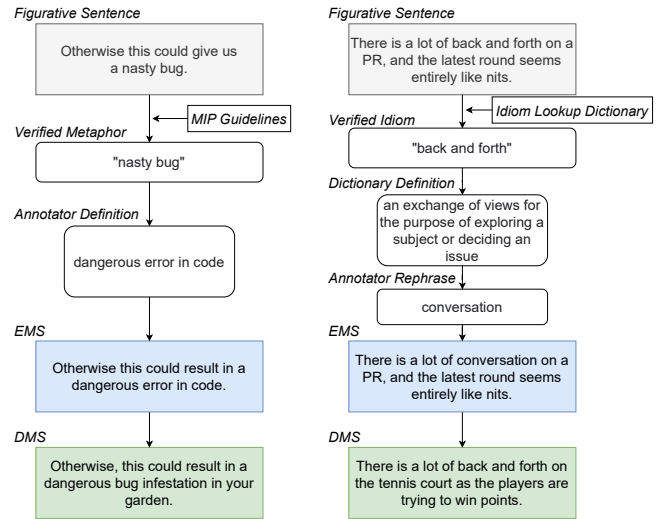 Figurative Sentence
Otherwise this could give us
a nasty bug.
MIP Guidelines
Verified Metaphor
"nasty bug"
Annotator Definition
dangerous error in code
EMS
Otherwise this could result in a
dangerous error in code.
DMS
Otherwise, this could result in a
dangerous bug infestation in your
garden.
Figurative Sentence
There is a lot of back and forth on a
PR, and the latest round seems
entirely like nits.
Idiom Lookup Dictionary
Verified Idiom
"back and forth"
Dictionary Definition
an exchange of views for
the purpose of exploring a
subject or deciding an
issue
Annotator Rephrase
conversation
EMS
There is a lot of conversation on a
PR, and the latest round seems
entirely like nits.
DMS
There is a lot of back and forth on
the tennis court as the players are
trying to win points.